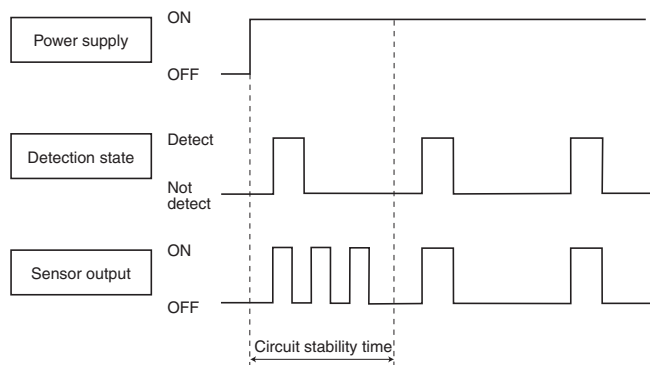 Power supply
ON
OFF
Detection state
Detect
Not
detect
Sensor output
ON
OFF
Circuit stability time